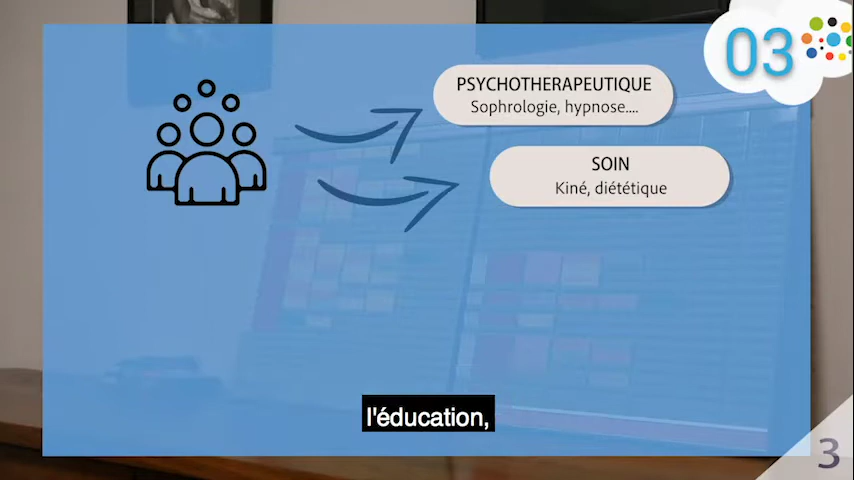 03
PSYCHOTHERAPEUTIQUE
Sophrologie, hypnose....
SOIN
Kiné, diététique
l'éducation,
3